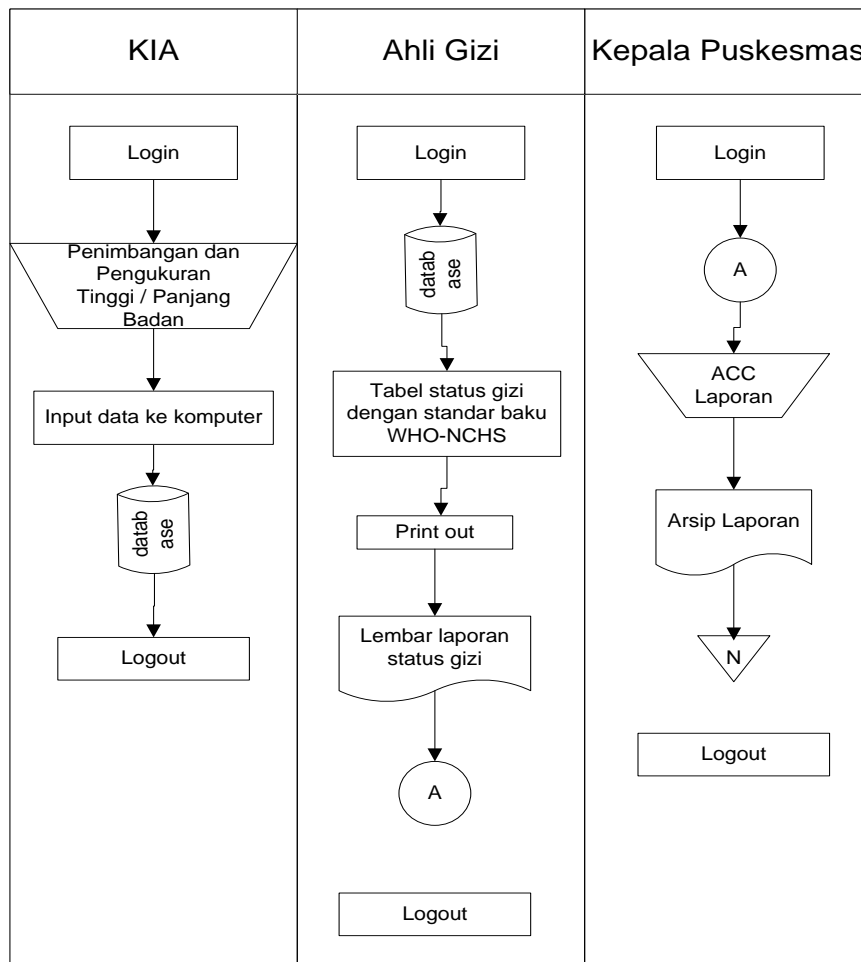 KIA
Login
Penimbangan dan
Pengukuran
Tinggi / Panjang
Badan
Input data ke komputer
datab
ase
Logout
Ahli Gizi
Login
datab
ase
Tabel status gizi
dengan standar baku
WHO-NCHS
Print out
Lembar laporan
status gizi
A
Logout
Kepala Puskesmas
Login
A
ACC
Laporan
Arsip Laporan
N
Logout